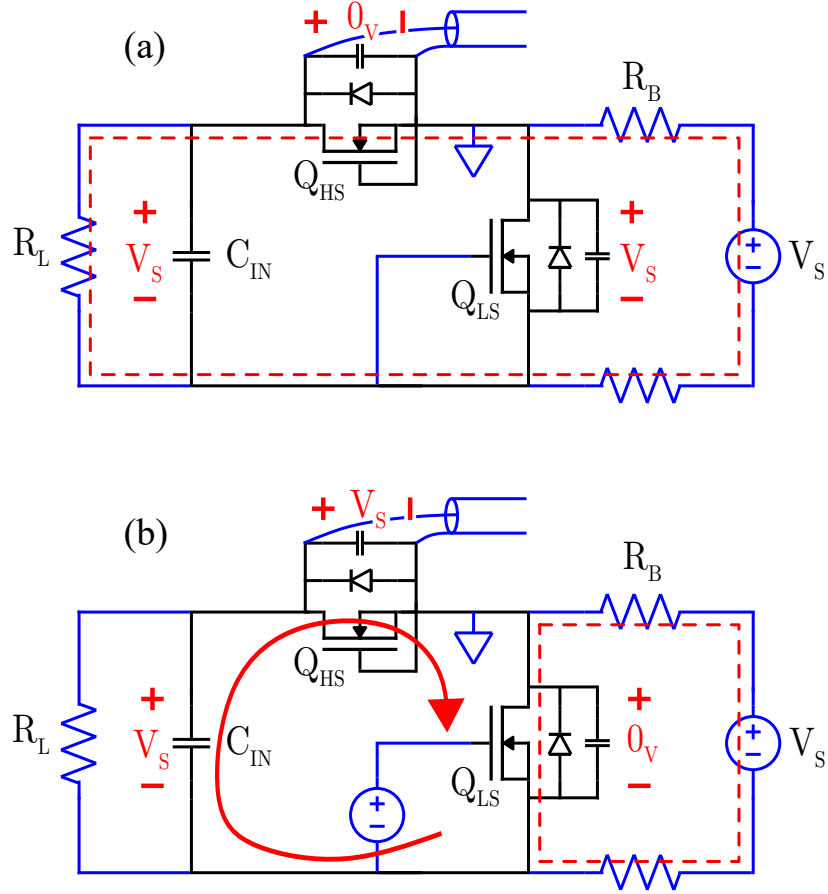 + 0V -
(a)
RB
QHS
+
+
RL
VS
CIN
VS
+
-
VS
QLS
-
-
+ VS -
(b)
RB
QHS
+
+
RL
VS
CIN
0V
+
-
VS
QLS
+
-
-
-